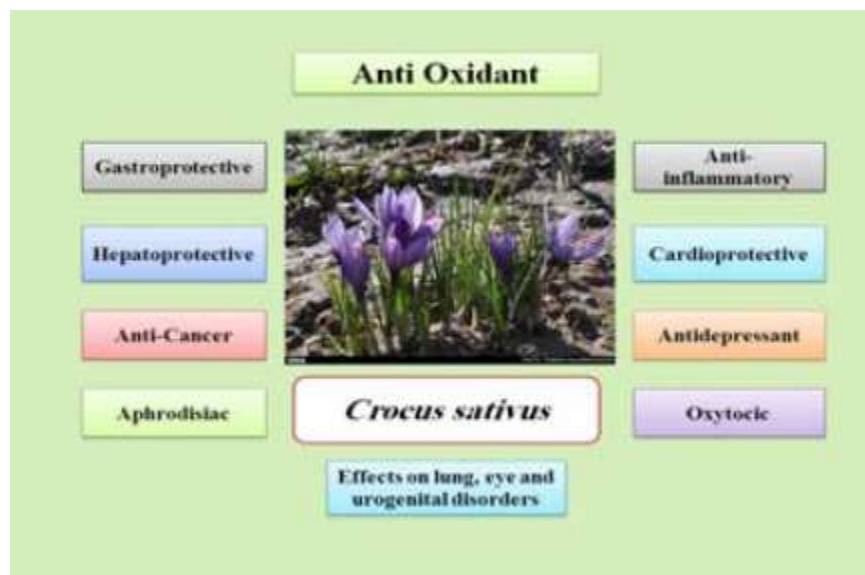 Anti Oxidant
Gastroprotective
Anti-
inflammatory
Hepatoprotective
Cardioprotective
Anti-Cancer
Antidepressant
Aphrodisiac
Crocus sativus
Oxytocic
Effects on lung, eye and
urogenital disorders